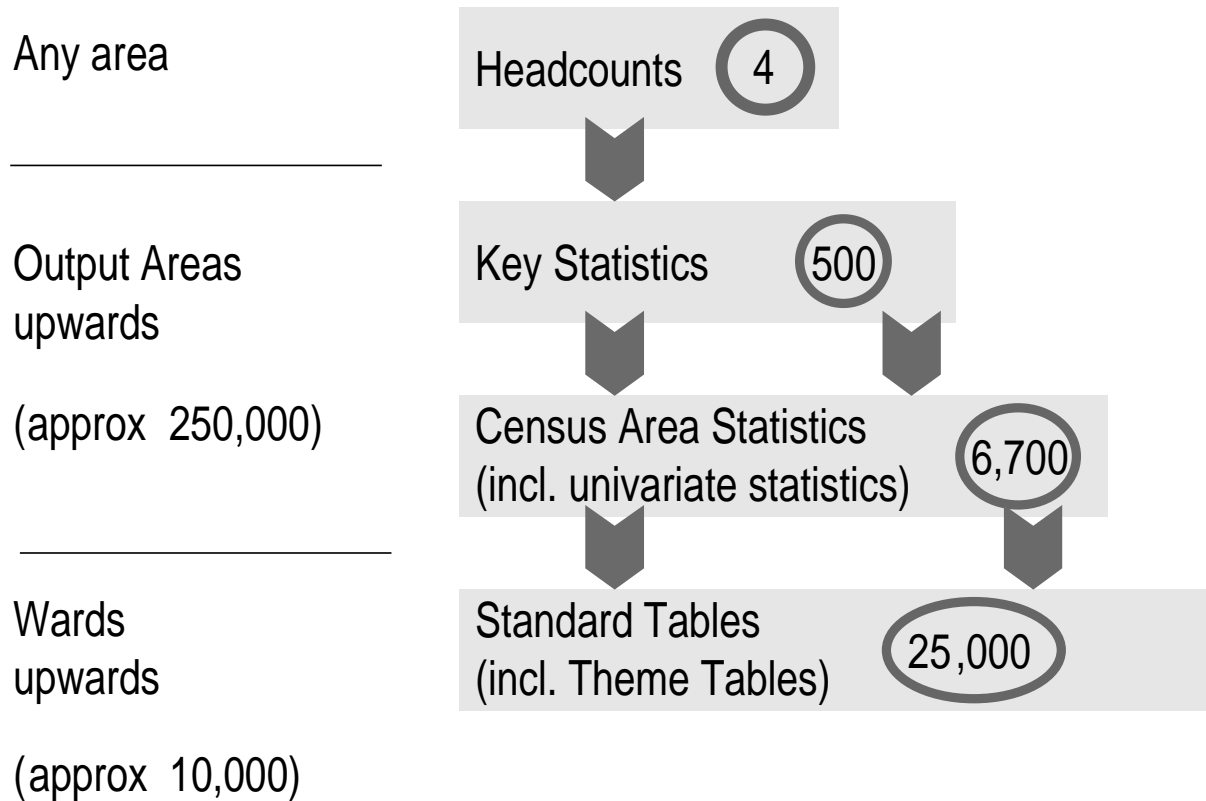 Any area
Headcounts 4
Output Areas
upwards
(approx 250,000)
Key Statistics 500
Census Area Statistics
(incl. univariate statistics) 6,700
Wards
upwards
(approx 10,000)
Standard Tables
(incl. Theme Tables) 25,000